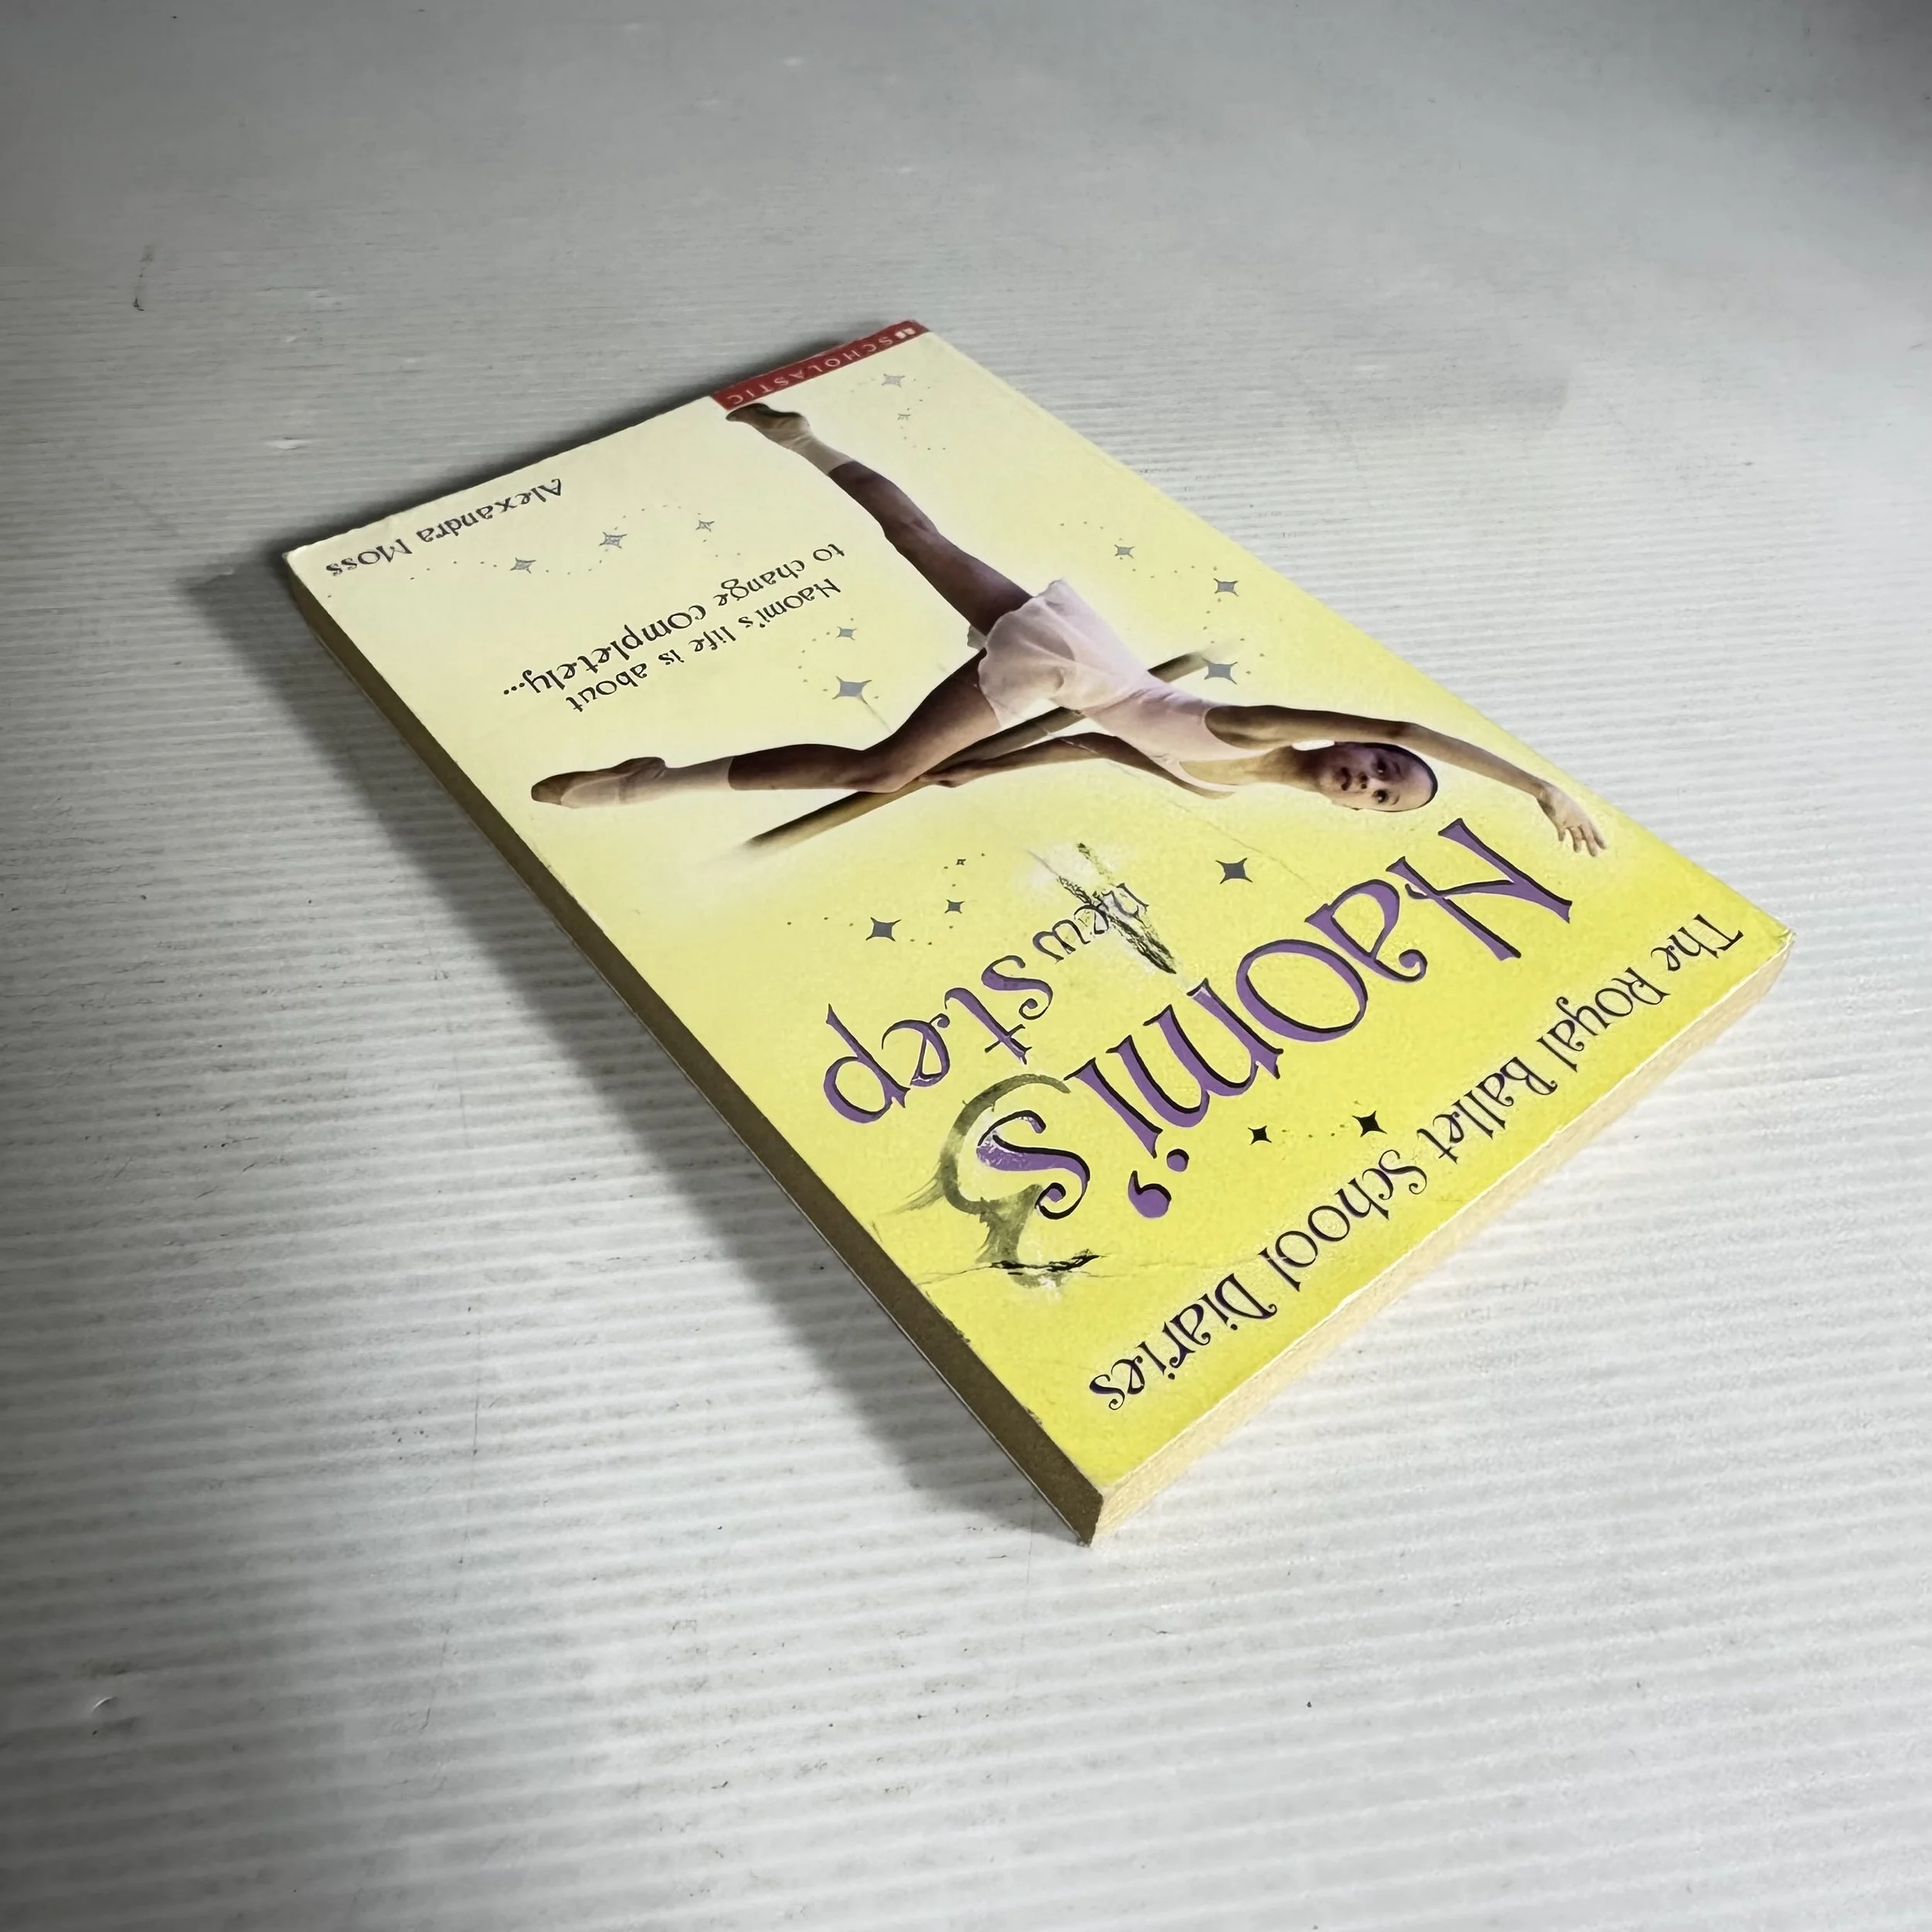 The Royal Ballet School Diaries
Naomi's
new step
Naomi's life is about
to change completely...
Alexandra Moss
SCHOLASTIC